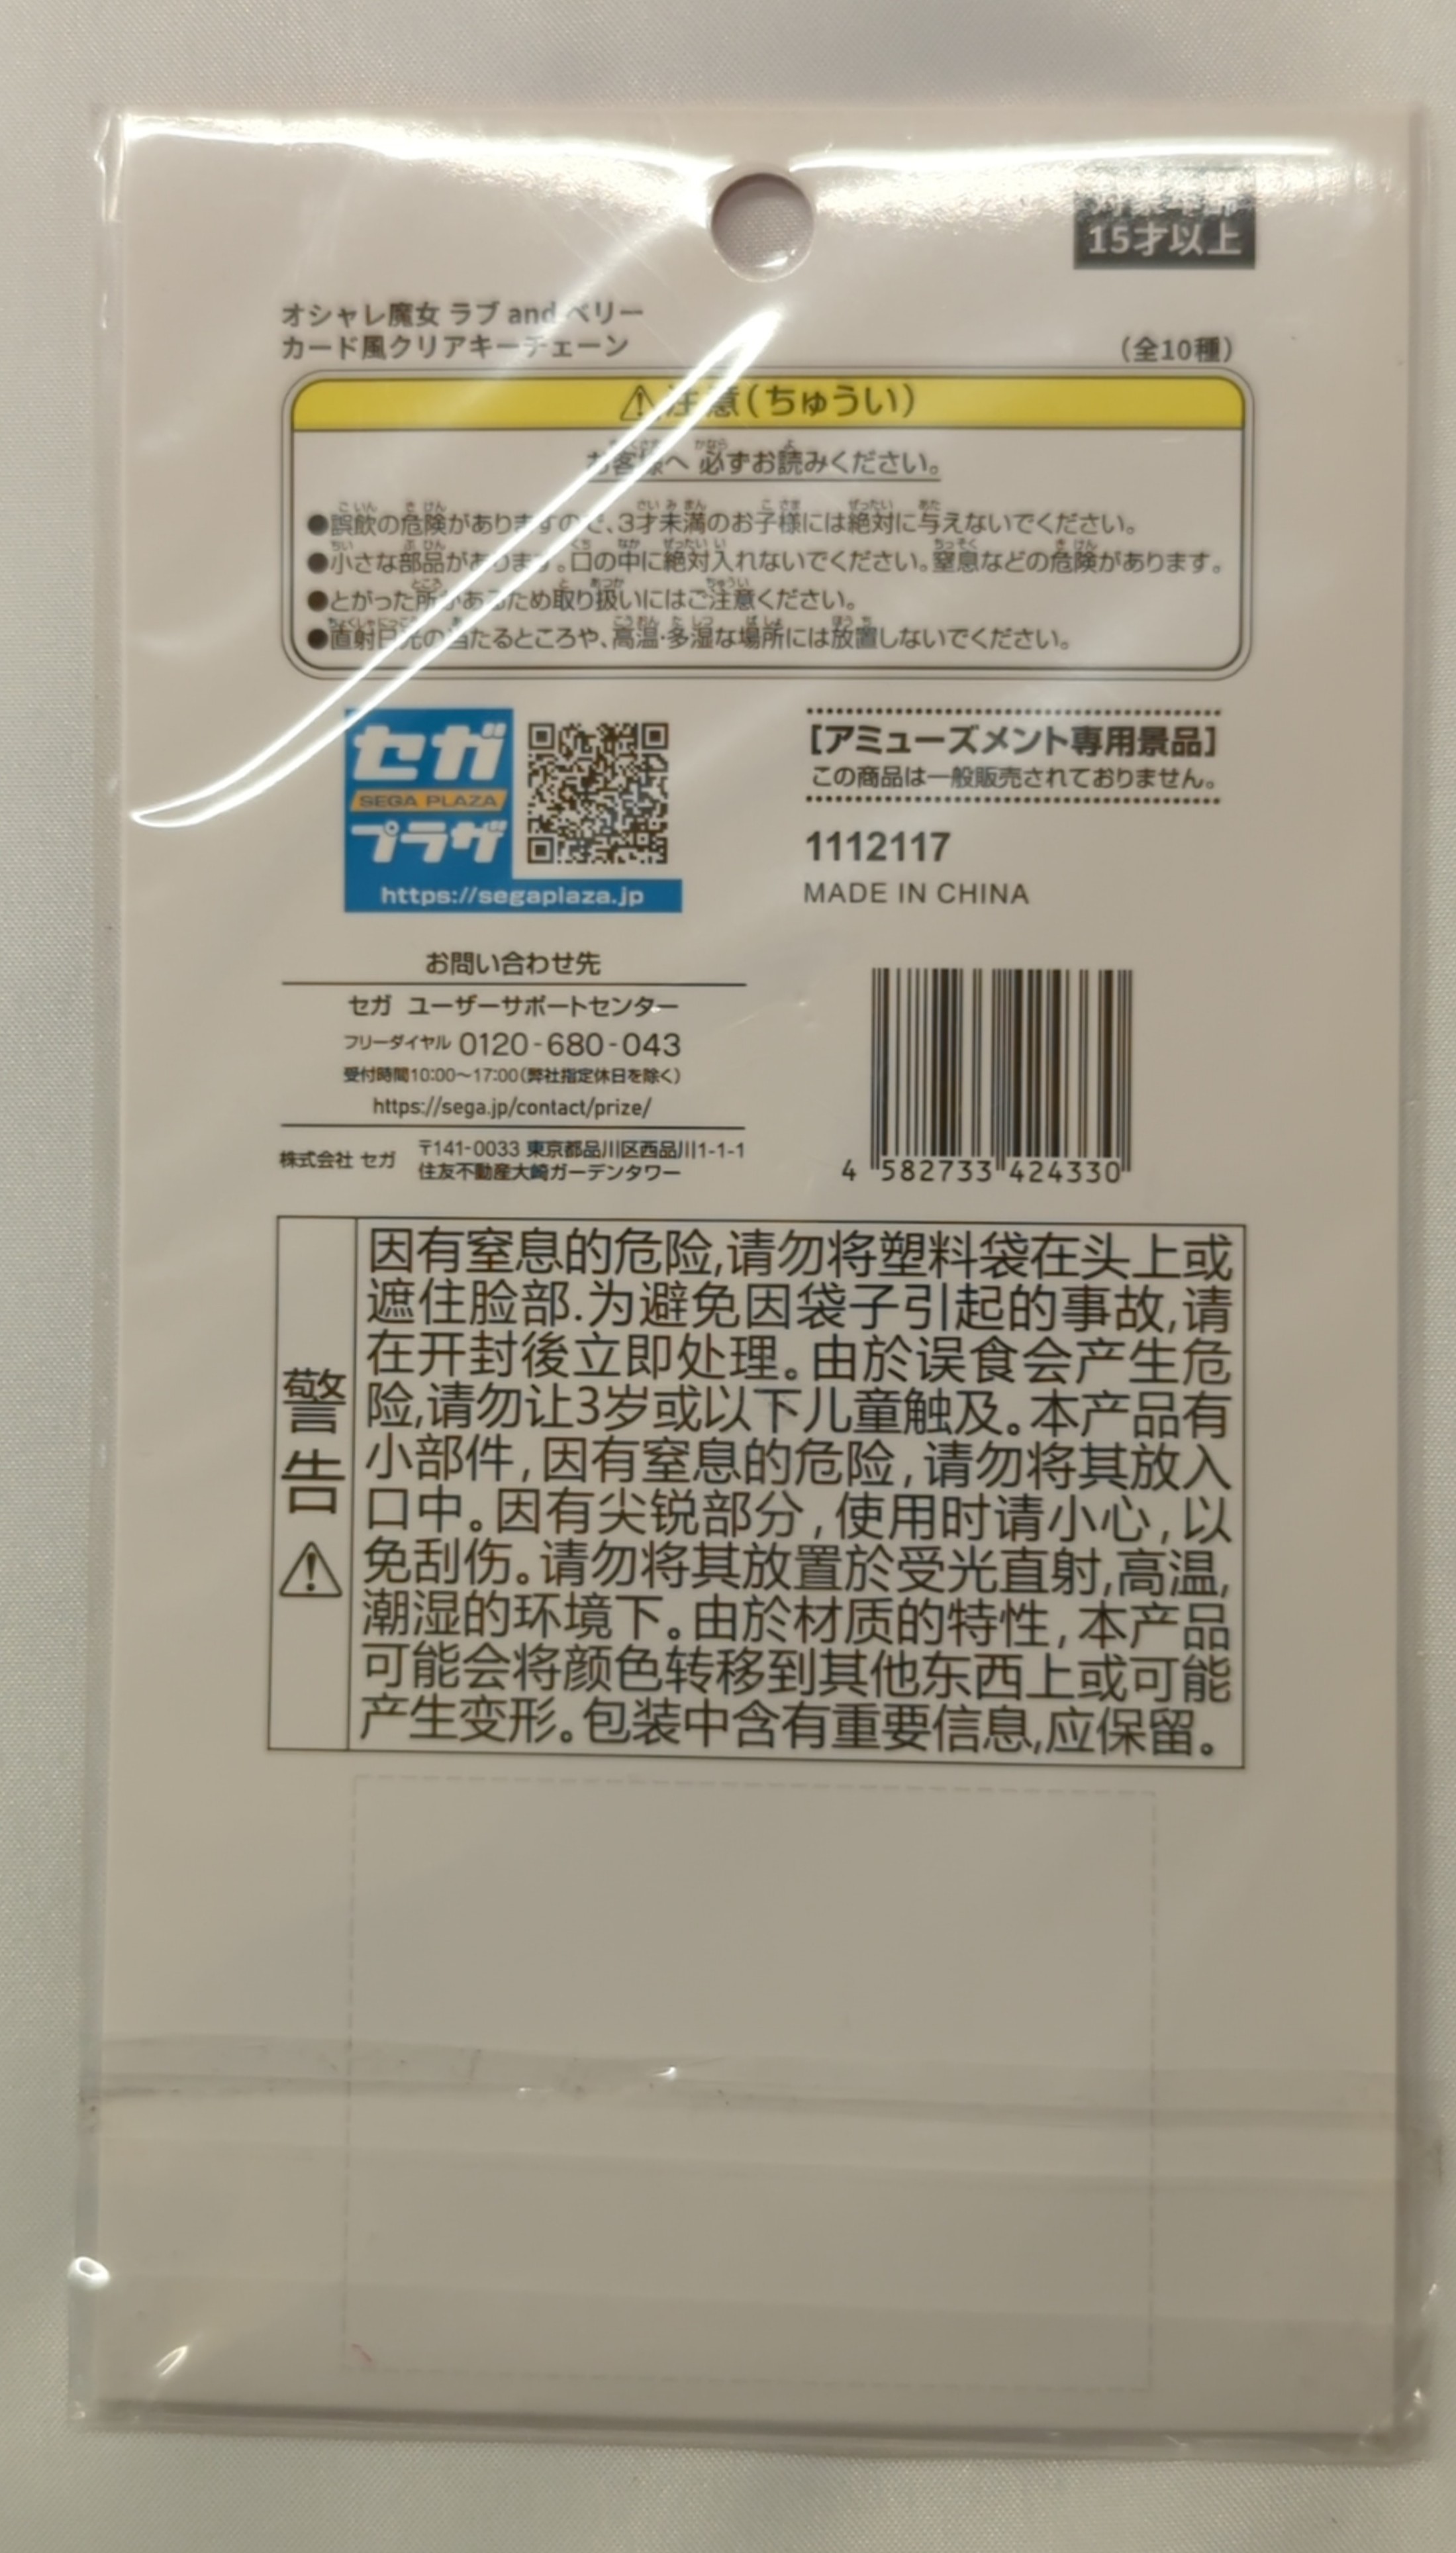 対象年齢
15才以上
オシャレ魔女 ラブ and ベリー
カード風クリアキーチェーン
（全10種）
⚠注意（ちゅうい）
お客様へ 必ずお読みください。
●誤飲の危険がありますので、3才未満のお子様には絶対に与えないでください。
●小さな部品があります。口の中に絶対入れないでください。窒息などの危険があります。
●とがった所があるため取り扱いにはご注意ください。
●直射日光の当たるところや、高温・多湿な場所には放置しないでください。
セガ
SEGA PLAZA
プラザ
https://segaplaza.jp
[アミューズメント専用景品]
この商品は一般販売されておりません。
1112117
MADE IN CHINA
お問い合わせ先
セガ ユーザーサポートセンター
フリーダイヤル 0120-680-043
受付時間10:00～17:00（弊社指定休日を除く）
https://sega.jp/contact/prize/
株式会社 セガ
〒141-0033 東京都品川区西品川1-1-1
住友不動産大崎ガーデンタワー
4 582733 424330
警告⚠
因有窒息的危险,请勿将塑料袋在头上或
遮住脸部.为避免因袋子引起的事故,请
在开封後立即处理。由於误食会产生危
险,请勿让3岁或以下儿童触及。本产品有
小部件,因有窒息的危险,请勿将其放入
口中。因有尖锐部分,使用时请小心,以
免刮伤。请勿将其放置於受光直射,高温,
潮湿的环境下。由於材质的特性,本产品
可能会将颜色转移到其他东西上或可能
产生变形。包装中含有重要信息,应保留。